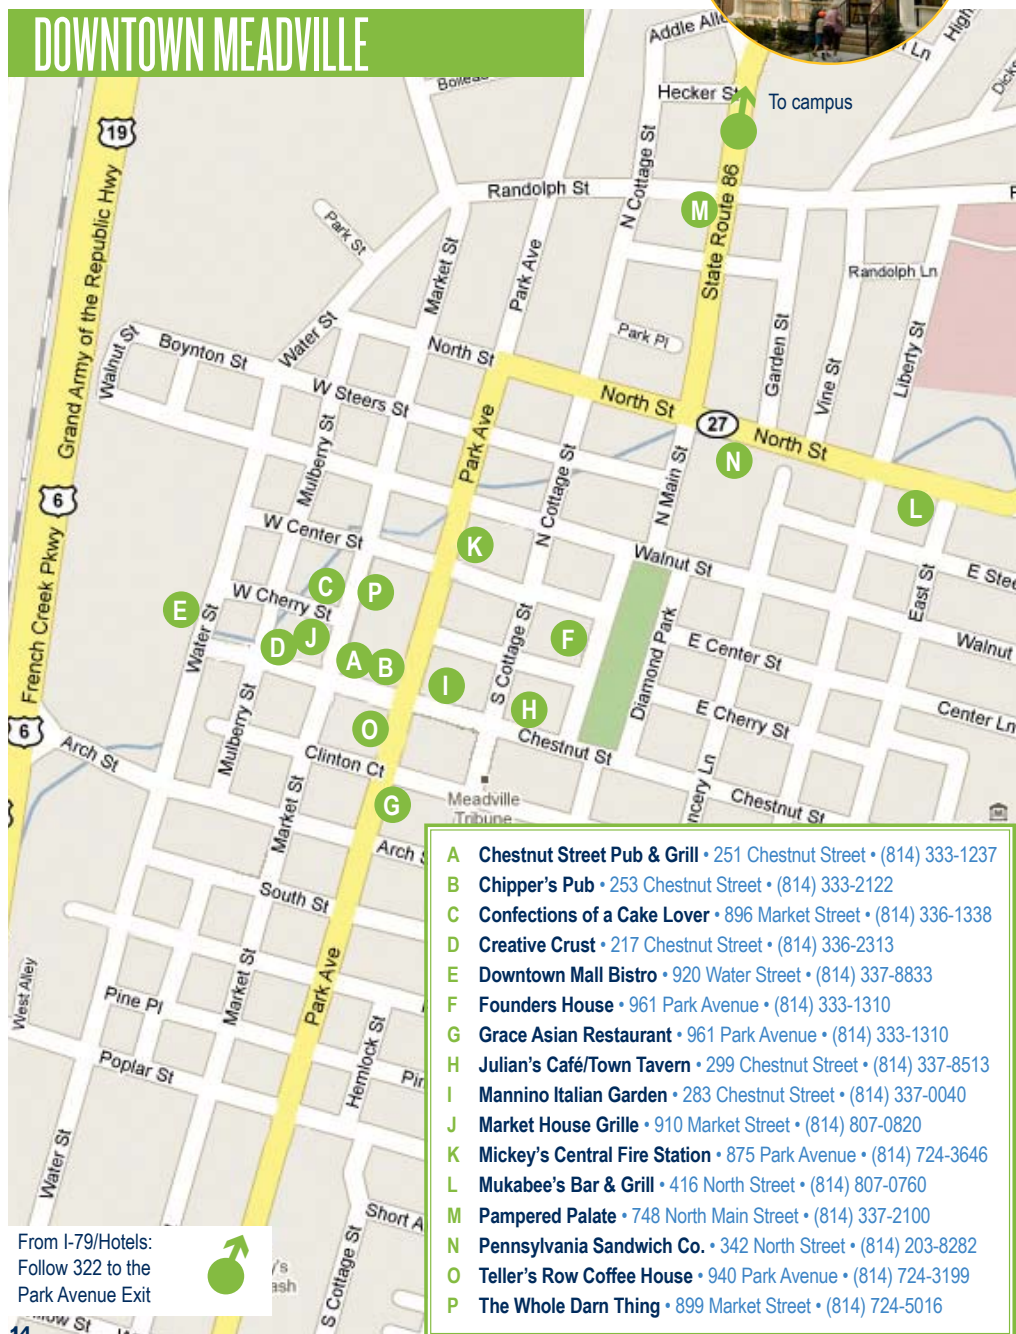 DOWNTOWN MEADVILLE
Addle
Ln
High
Dicks
Hecker St
To campus
19
Randolph St
N Cottage St
M
State Route 86
Park St
Market St
Park Ave
Randolph Ln
Grand Army of the Republic Hwy
Walnut St
Boynton St
Water St
North St
Park Pl
Garden St
Vine St
Liberty St
W Steers St
North St
27
North St
Mulberry St
Park Ave
N Cottage St
N Main St
N
6
L
W Center St
K
Walnut St
E Stee
French Creek Pkwy
E
Water St
W Cherry St
C
P
S Cottage St
F
Diamond Park
East St
Walnut
D
J
A
B
I
H
E Center St
E Cherry St
Center Ln
6
Arch St
Mulberry St
O
Clinton Ct
Chestnut St
Market St
G
Meadville
Tribune
ncery Ln
Chestnut St
Arch S
South St
West Alley
Market St
Park Ave
Pine Pl
Poplar St
Hemlock St
Pin
Water St
Short A
S Cottage St
's
ash
ow St
A Chestnut Street Pub & Grill • 251 Chestnut Street • (814) 333-1237
B Chipper's Pub • 253 Chestnut Street • (814) 333-2122
C Confections of a Cake Lover • 896 Market Street • (814) 336-1338
D Creative Crust • 217 Chestnut Street • (814) 336-2313
E Downtown Mall Bistro • 920 Water Street • (814) 337-8833
F Founders House • 961 Park Avenue • (814) 333-1310
G Grace Asian Restaurant • 961 Park Avenue • (814) 333-1310
H Julian's Café/Town Tavern • 299 Chestnut Street • (814) 337-8513
I Mannino Italian Garden • 283 Chestnut Street • (814) 337-0040
J Market House Grille • 910 Market Street • (814) 807-0820
K Mickey's Central Fire Station • 875 Park Avenue • (814) 724-3646
L Mukabee's Bar & Grill • 416 North Street • (814) 807-0760
M Pampered Palate • 748 North Main Street • (814) 337-2100
N Pennsylvania Sandwich Co. • 342 North Street • (814) 203-8282
O Teller's Row Coffee House • 940 Park Avenue • (814) 724-3199
P The Whole Darn Thing • 899 Market Street • (814) 724-5016
From I-79/Hotels:
Follow 322 to the
Park Avenue Exit
14